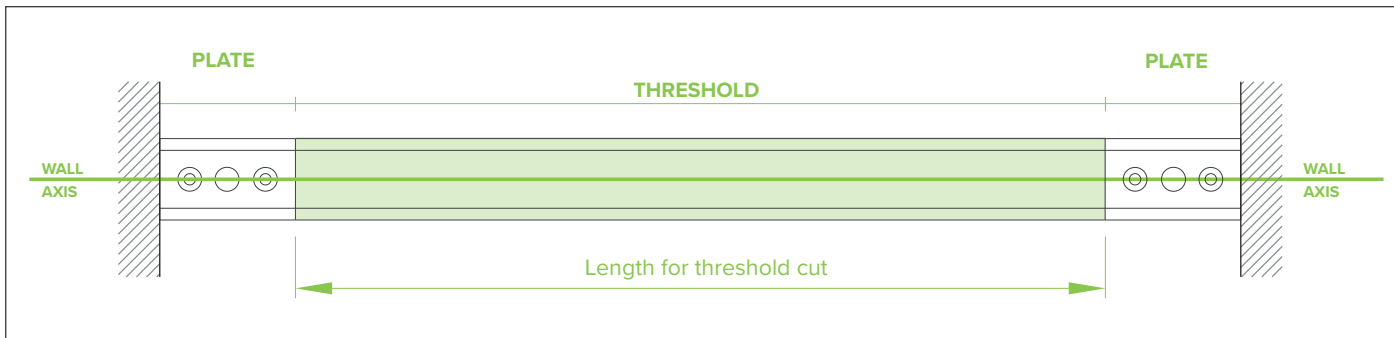 PLATE
PLATE
THRESHOLD
WALL
AXIS
WALL
AXIS
Length for threshold cut